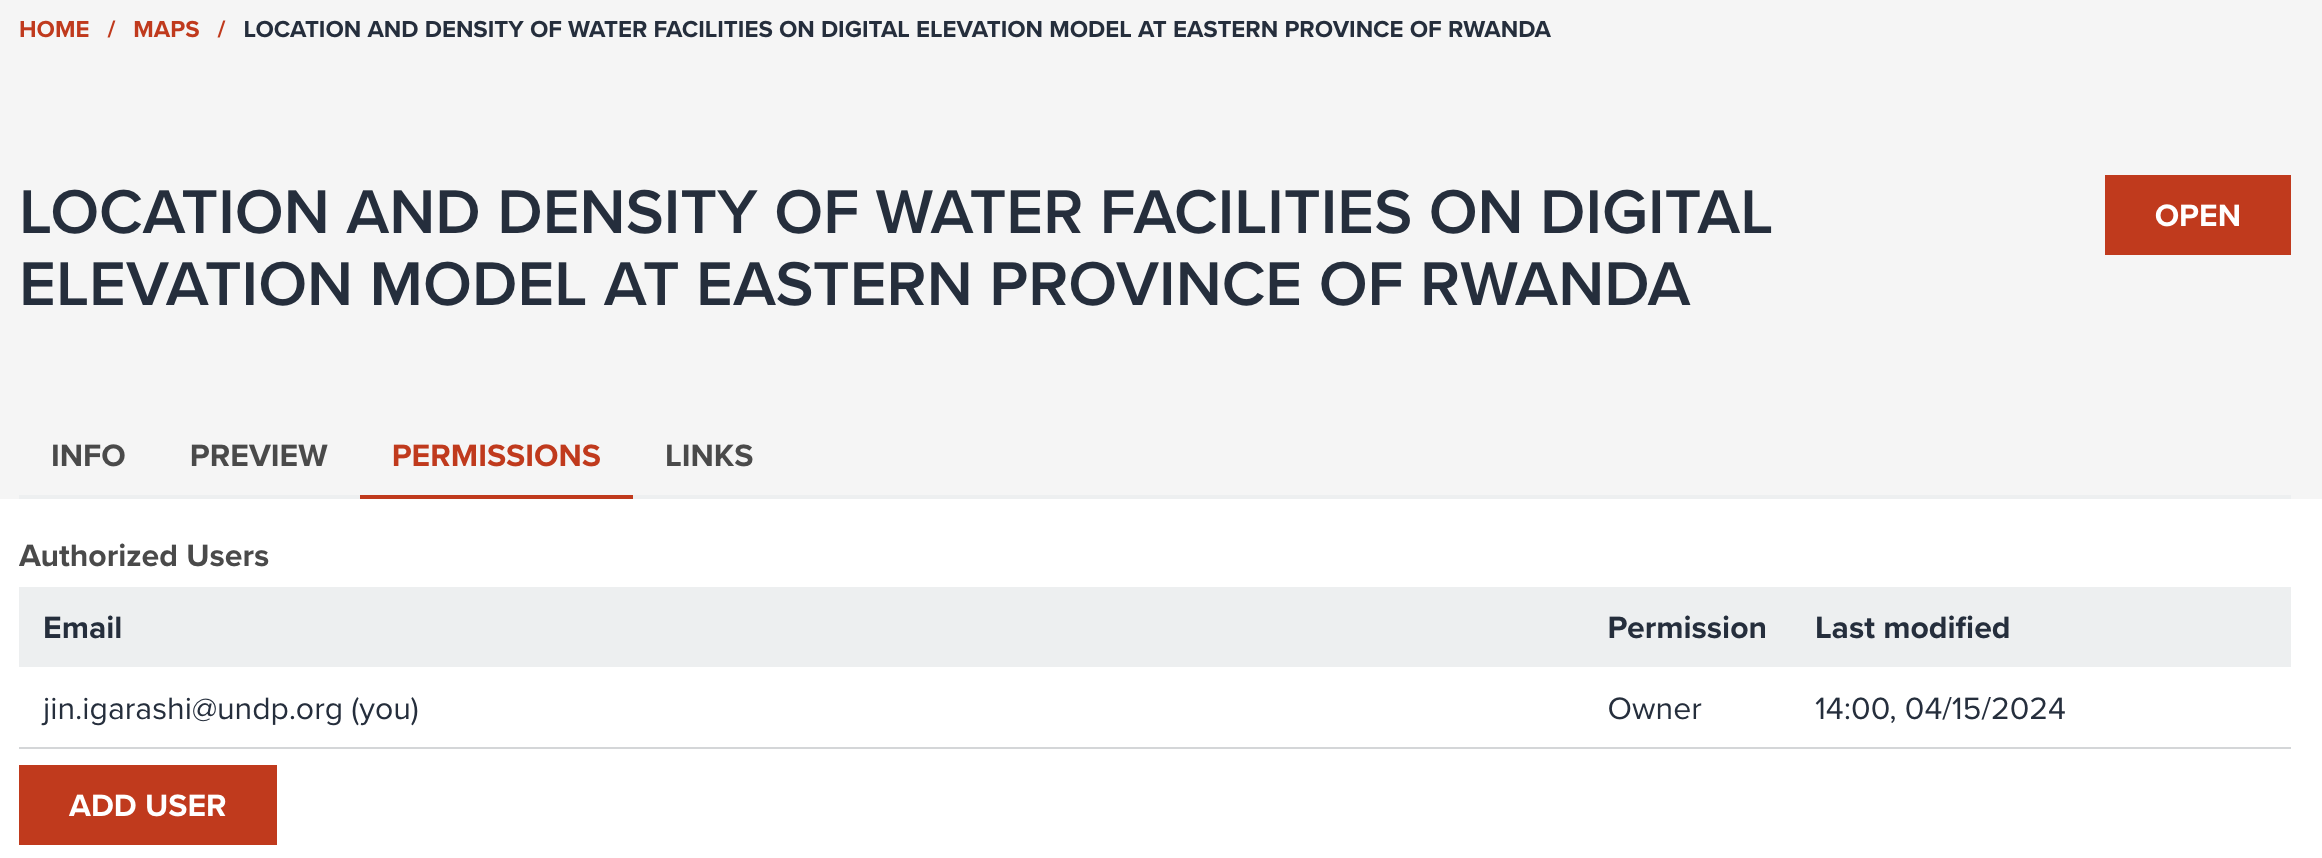 HOME / MAPS / LOCATION AND DENSITY OF WATER FACILITIES ON DIGITAL ELEVATION MODEL AT EASTERN PROVINCE OF RWANDA
LOCATION AND DENSITY OF WATER FACILITIES ON DIGITAL
ELEVATION MODEL AT EASTERN PROVINCE OF RWANDA
OPEN
INFO PREVIEW PERMISSIONS LINKS
Authorized Users
Email Permission Last modified
jin.igarashi@undp.org (you) Owner 14:00, 04/15/2024
ADD USER